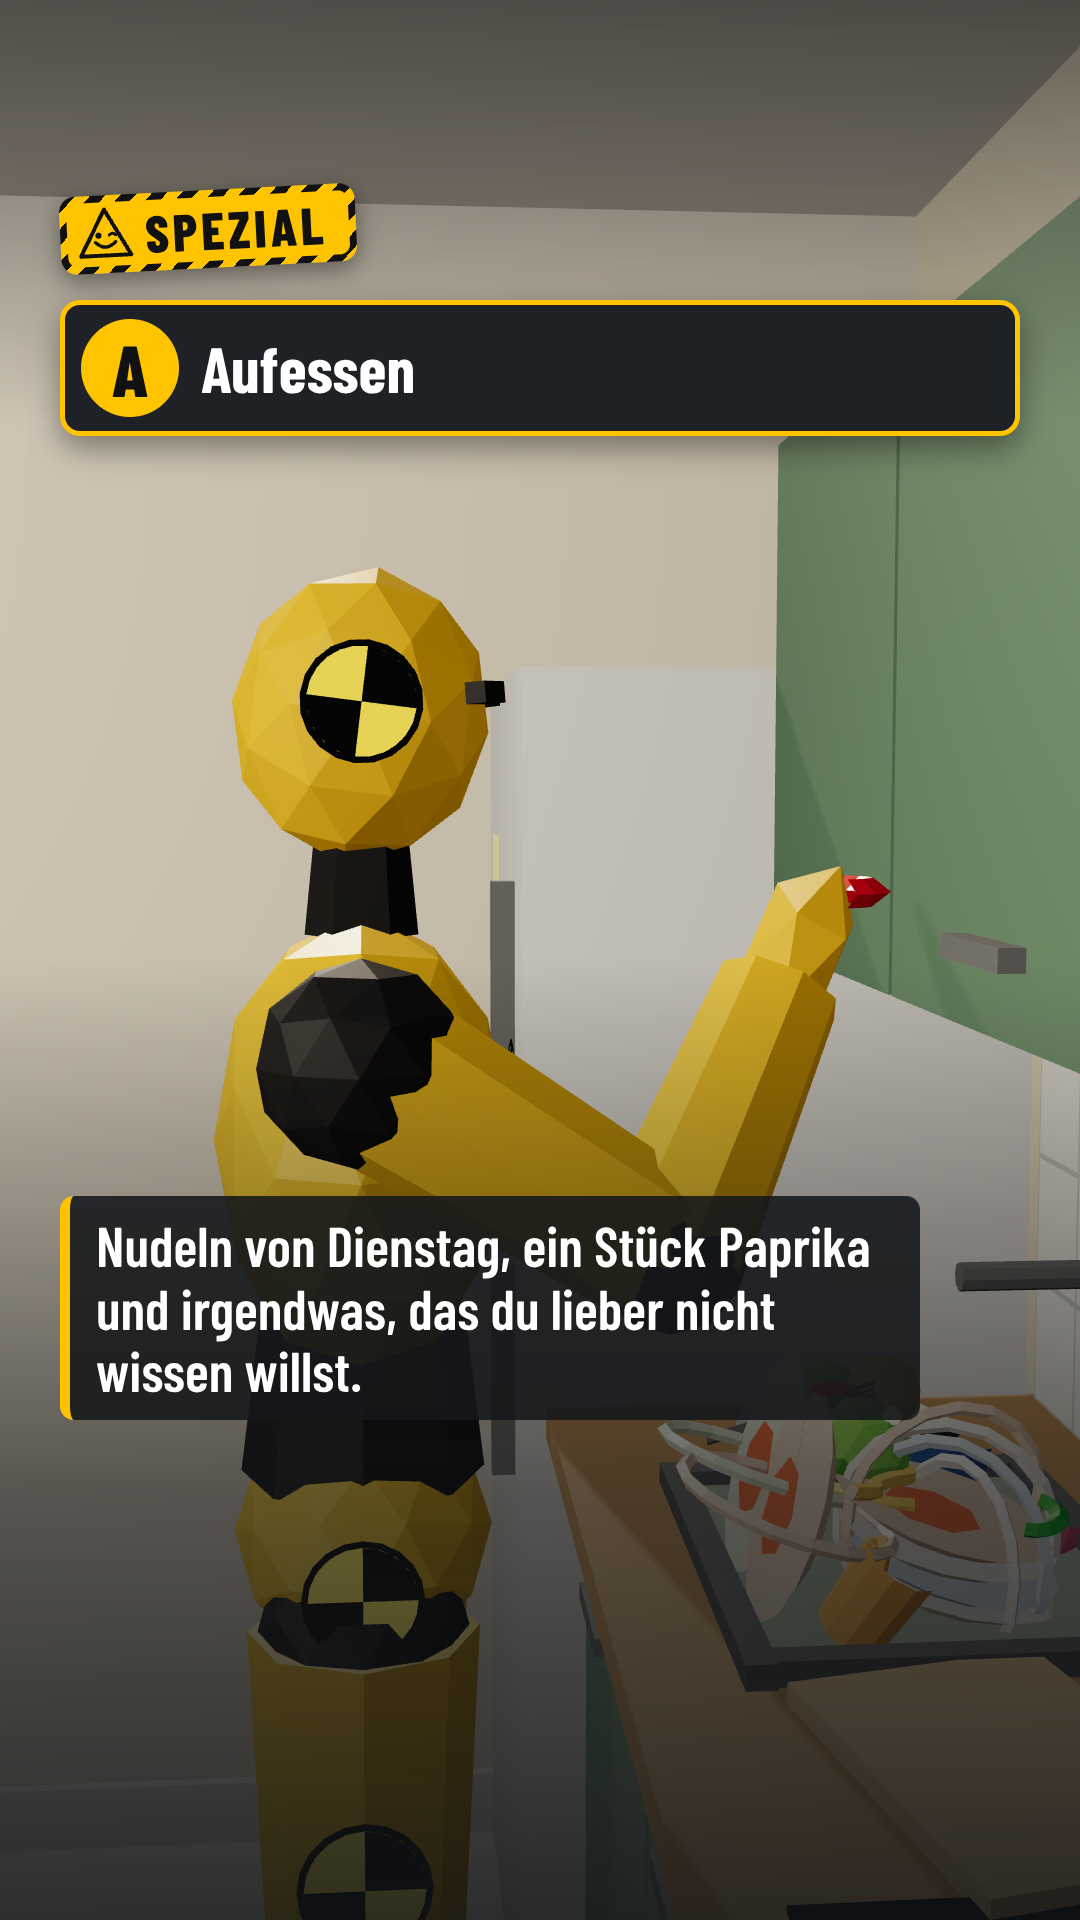 SPEZIAL
A Aufessen
Nudeln von Dienstag, ein Stück Paprika
und irgendwas, das du lieber nicht
wissen willst.